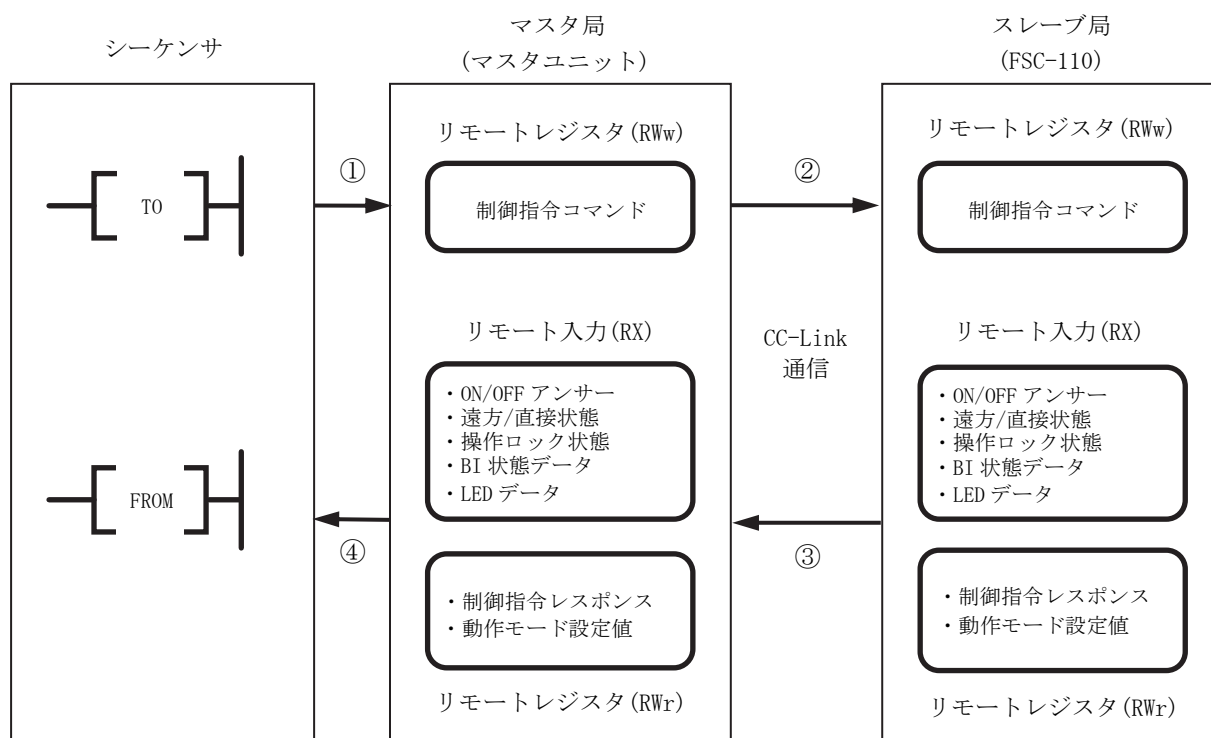 シーケンサ
マスタ局
(マスタユニット)
スレーブ局
(FSC-110)
TO
①
リモートレジスタ(RWw)
制御指令コマンド
②
リモートレジスタ(RWw)
制御指令コマンド
リモート入力(RX)
・ON/OFF アンサー
・遠方/直接状態
・操作ロック状態
・BI 状態データ
・LED データ
CC-Link
通信
リモート入力(RX)
・ON/OFF アンサー
・遠方/直接状態
・操作ロック状態
・BI 状態データ
・LED データ
FROM
④
③
・制御指令レスポンス
・動作モード設定値
リモートレジスタ(RWr)
・制御指令レスポンス
・動作モード設定値
リモートレジスタ(RWr)